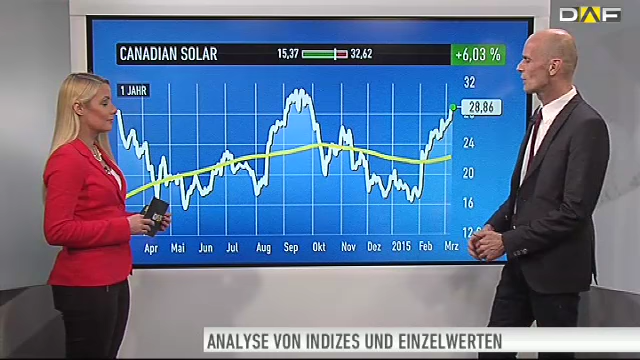 DAF
CANADIAN SOLAR
15,37
32,62
+6,03 %
1 JAHR
32
28,86
24
20
16
Apr Mai Jun Jul Aug Sep Okt Nov Dez 2015 Feb Mrz
ANALYSE VON INDIZES UND EINZELWERTEN